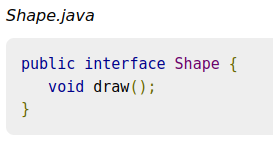 Shape.java
public interface Shape {
   void draw();
}